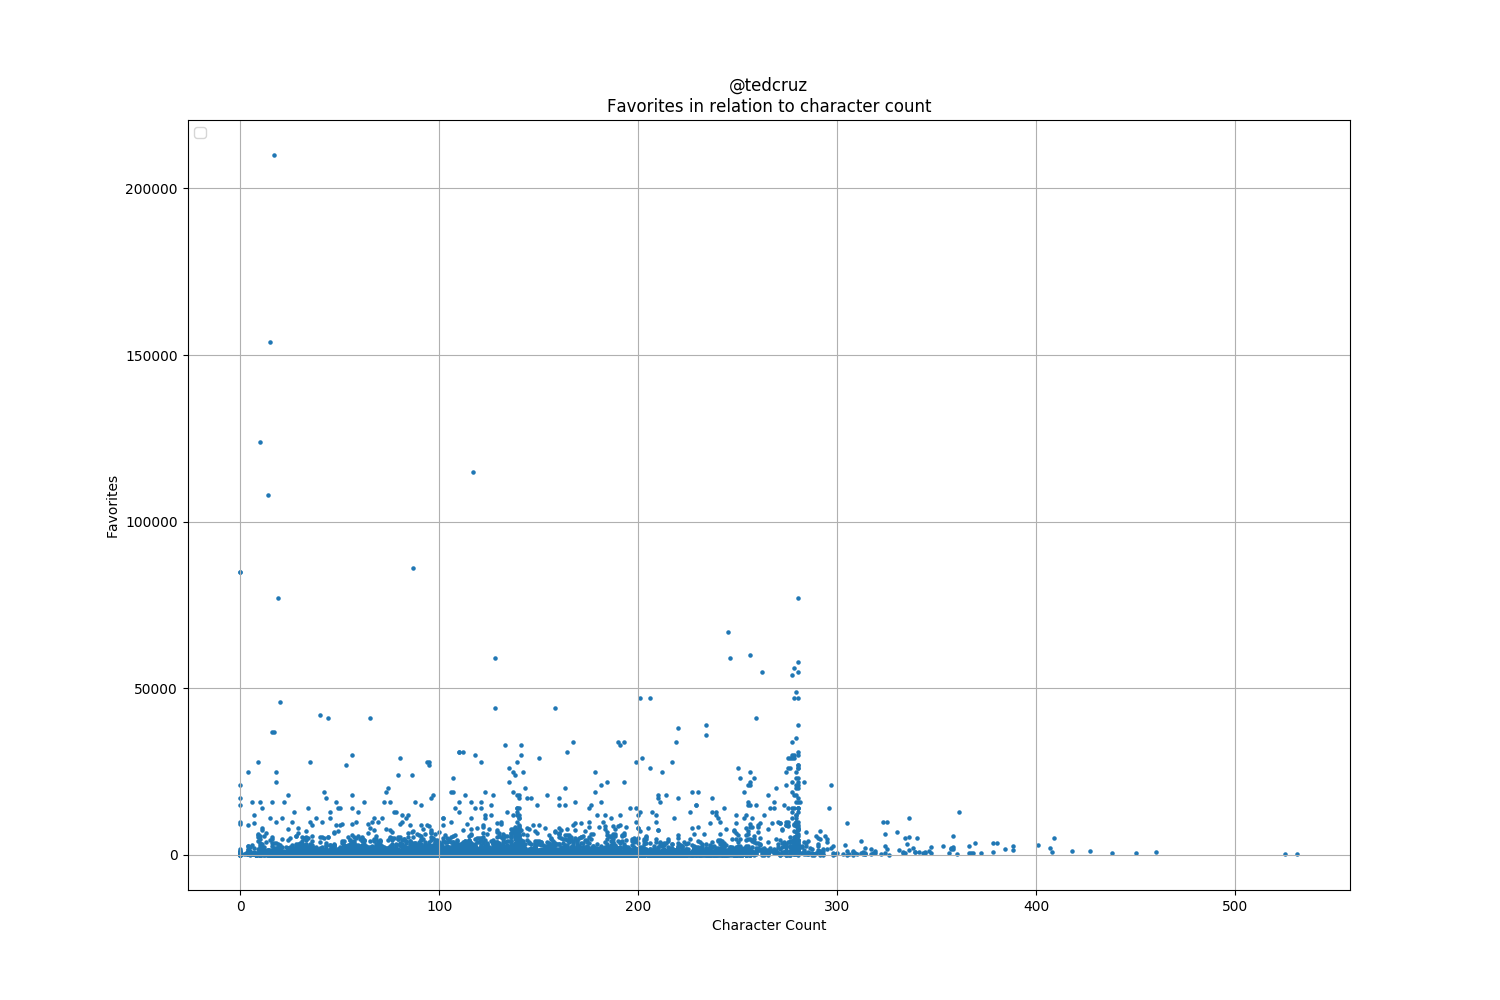 @tedcruz
Favorites in relation to character count
200000
150000
100000
50000
0
Favorites
0 100 200 300 400 500
Character Count